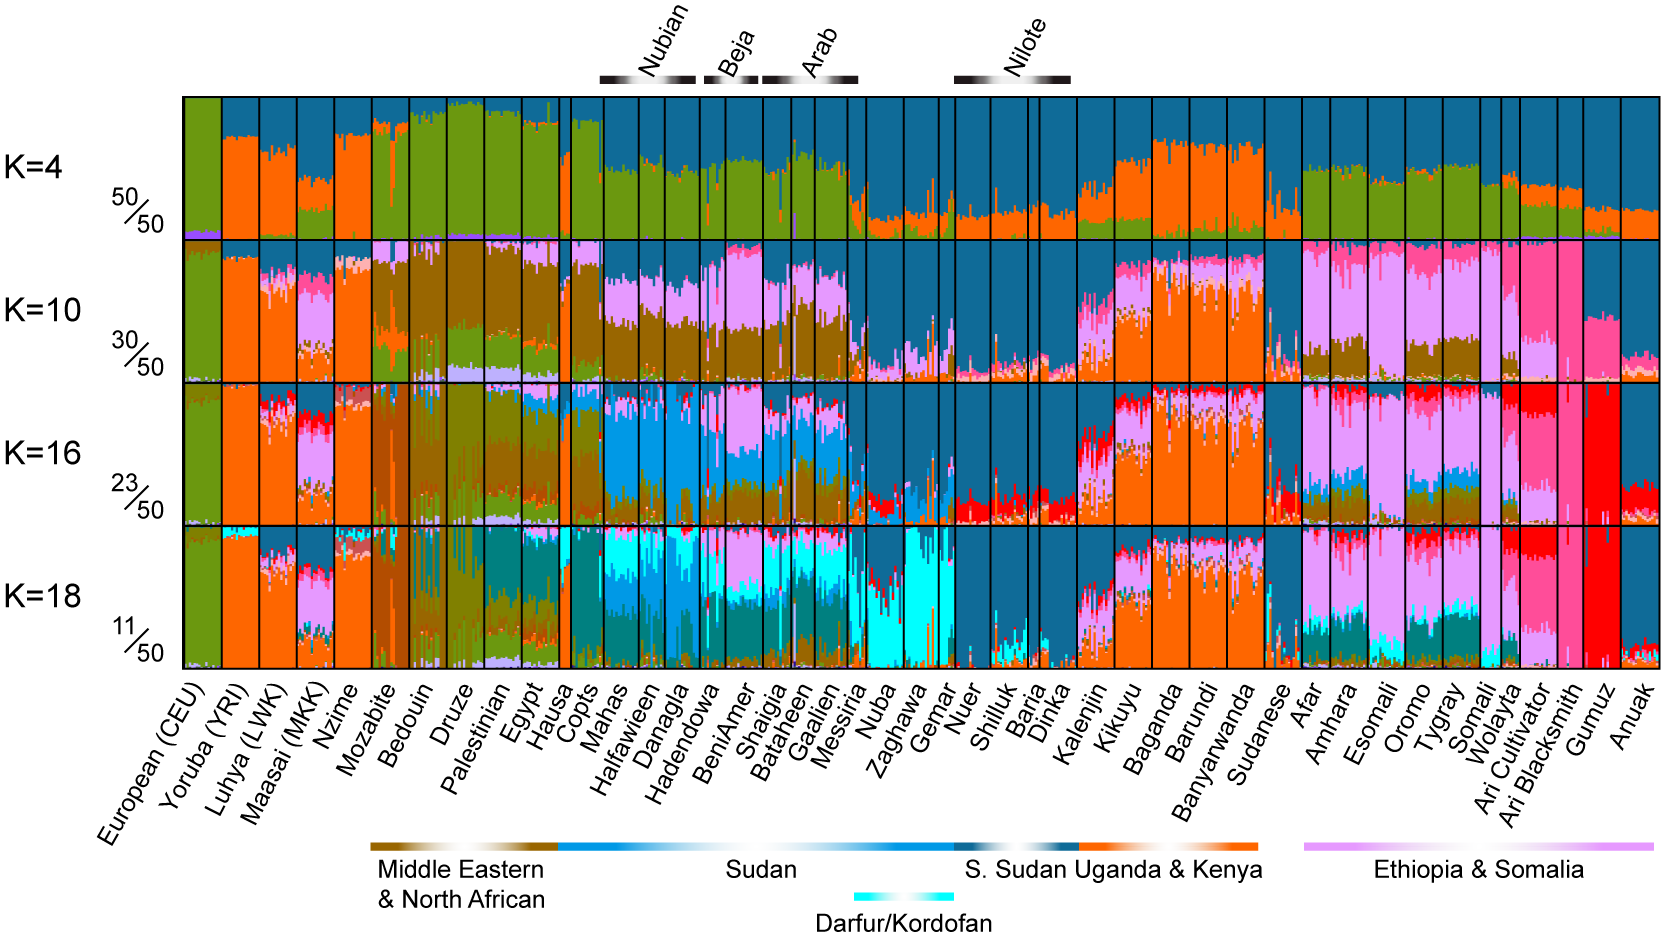 Nubian
Beja
Arab
Nilote
K=4
50/50
K=10
30/50
K=16
23/50
K=18
11/50
European (CEU)
Yoruba (YRI)
Luhya (LWK)
Maasai (MKK)
Nzime
Mozabite
Bedouin
Druze
Palestinian
Egypt
Hausa
Copts
Mahas
Halfawieen
Danagla
Hadendowa
BeniAmer
Shaigia
Bataheen
Gaalien
Messiria
Nuba
Zaghawa
Gemar
Nuer
Shilluk
Baria
Dinka
Kalenjin
Kikuyu
Baganda
Barundi
Banyarwanda
Sudanese
Afar
Amhara
Esomali
Oromo
Tygray
Somali
Wolayta
Ari Cultivator
Ari Blacksmith
Gumuz
Anuak
Middle Eastern
& North African
Sudan
S. Sudan
Uganda & Kenya
Ethiopia & Somalia
Darfur/Kordofan